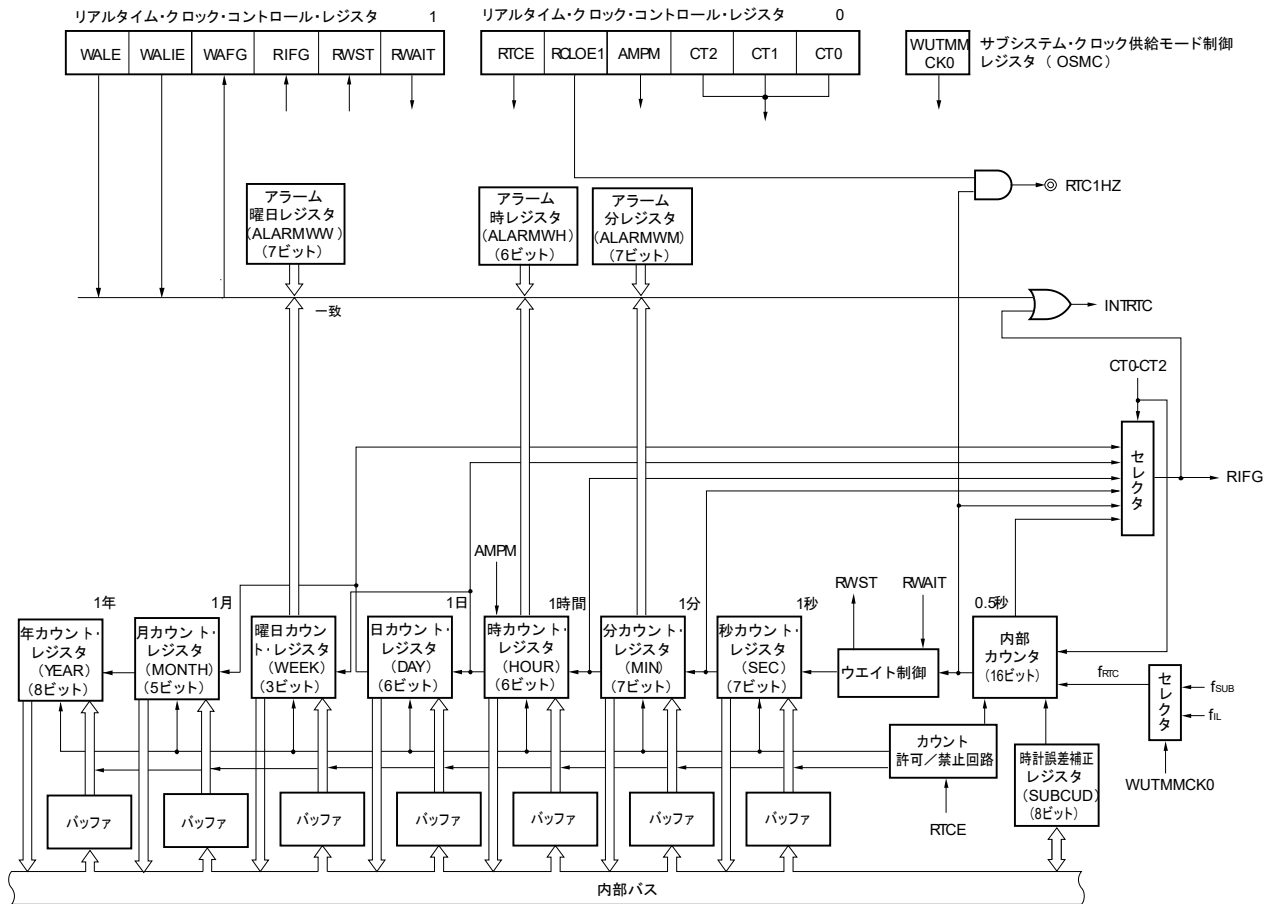 リアルタイム・クロック・コントロール・レジスタ 1
リアルタイム・クロック・コントロール・レジスタ 0
WALE WALIE WAFG RIFG RWST RWAIT
RTCE RCLOE1 AMPM CT2 CT1 CT0
WUTMM
CK0
サブシステム・クロック供給モード制御
レジスタ（OSMC）
アラーム
曜日レジスタ
(ALARMWW)
(7ビット)
アラーム
時レジスタ
(ALARMWH)
(6ビット)
アラーム
分レジスタ
(ALARMWM)
(7ビット)
RTC1HZ
一致
INTRTC
CT0-CT2
セレクタ
RIFG
AMPM
RWST
RWAIT
1年
1月
1日
1時間
1分
1秒
0.5秒
年カウント・
レジスタ
(YEAR)
(8ビット)
月カウント・
レジスタ
(MONTH)
(5ビット)
曜日カウン
ト・レジスタ
(WEEK)
(3ビット)
日カウント・
レジスタ
(DAY)
(6ビット)
時カウント・
レジスタ
(HOUR)
(6ビット)
分カウント・
レジスタ
(MIN)
(7ビット)
秒カウント・
レジスタ
(SEC)
(7ビット)
ウエイト制御
内部
カウンタ
(16ビット)
fRTC
セレクタ
fSUB
fIL
WUTMMCK0
カウント
許可／禁止回路
RTCE
時計誤差補正
レジスタ
(SUBCUD)
(8ビット)
バッファ
バッファ
バッファ
バッファ
バッファ
バッファ
バッファ
内部バス